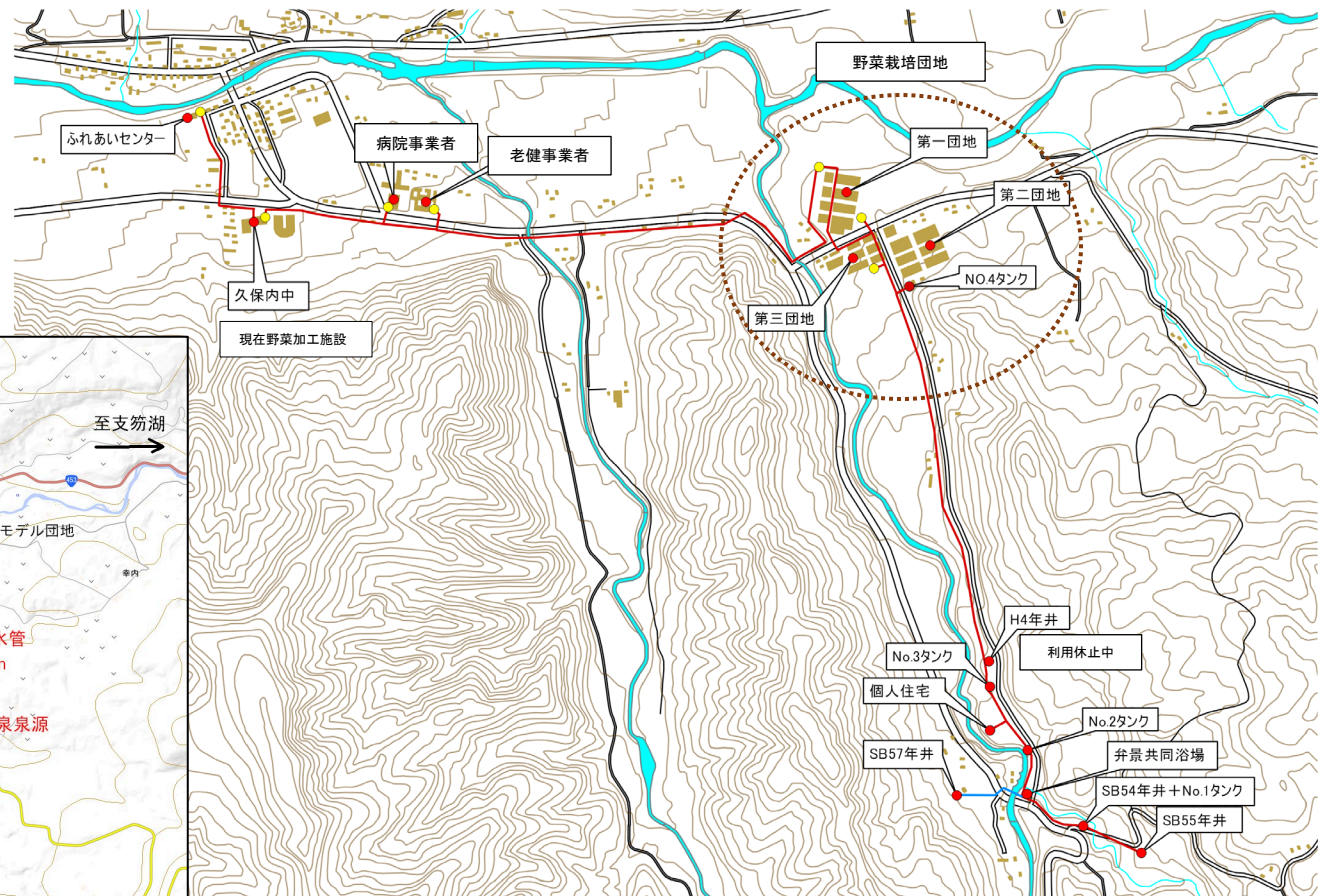 野菜栽培団地
ふれあいセンター
病院事業者
老健事業者
第一団地
第二団地
久保内中
現在野菜加工施設
第三団地
NO.4タンク
至支笏湖
453
モデル団地
幸内
水管
泉泉源
H4年井
利用休止中
No.3タンク
個人住宅
No.2タンク
SB57年井
弁景共同浴場
SB54年井+No.1タンク
SB55年井